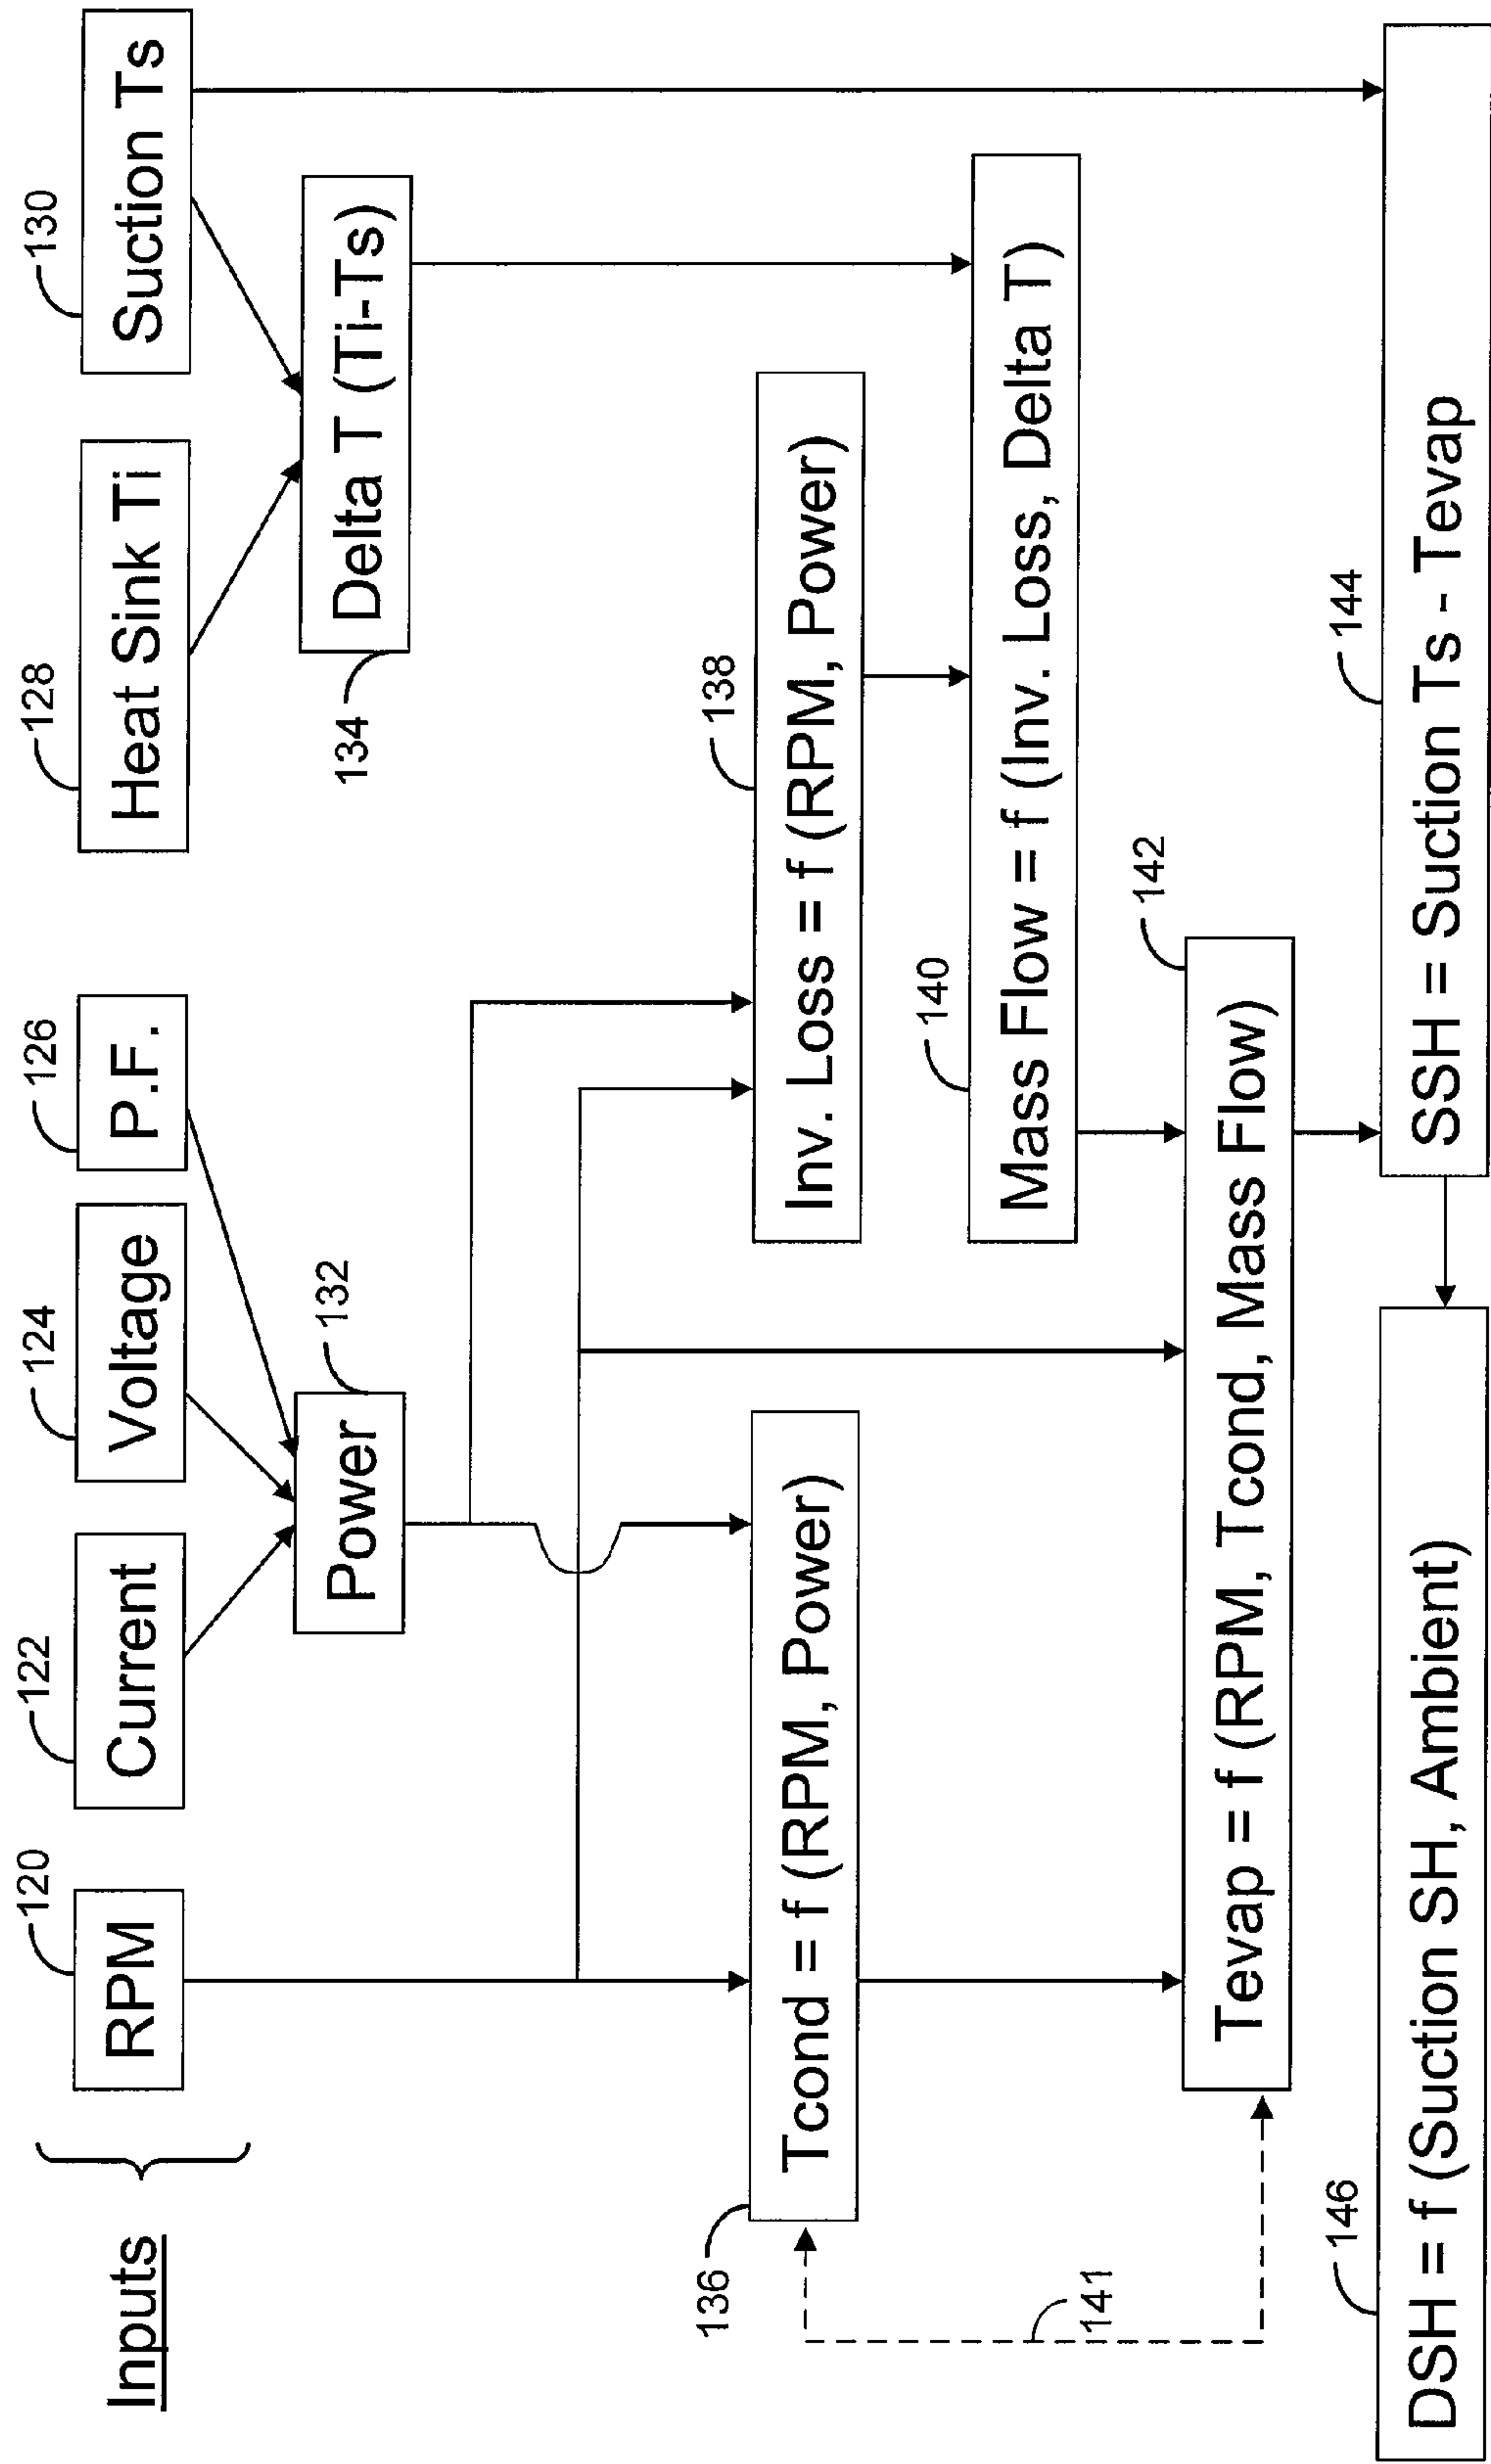 Inputs
120
122
124
126
128
130
RPM
Current
Voltage
P.F.
Heat Sink Ti
Suction Ts
132
134
Power
Delta T (Ti-Ts)
136
138
Tcond = f (RPM, Power)
Inv. Loss = f (RPM, Power)
140
Mass Flow = f (Inv. Loss, Delta T)
141
142
Tevap = f (RPM, Tcond, Mass Flow)
146
144
DSH = f (Suction SH, Ambient)
SSH = Suction Ts - Tevap